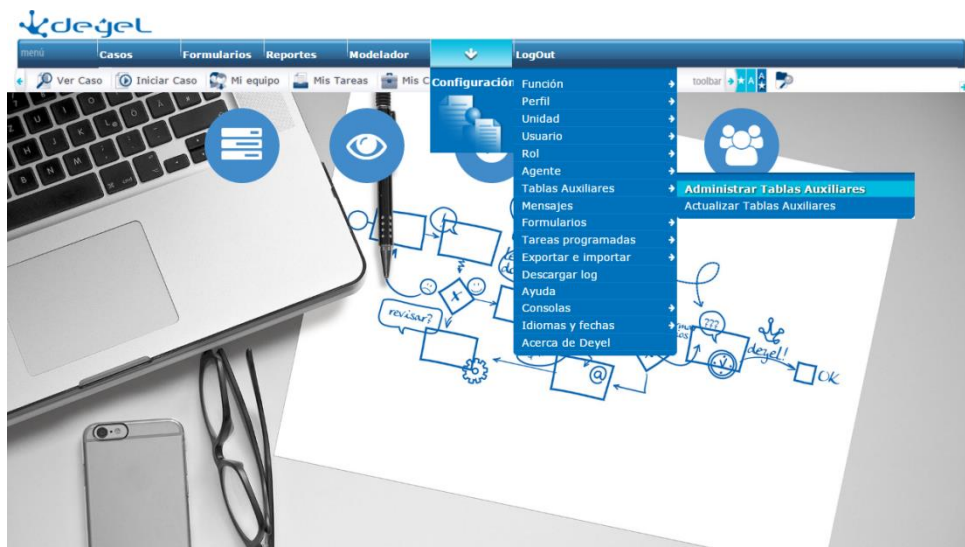 deyel
menú Casos Formularios Reportes Modelador LogOut
Ver Caso Iniciar Caso Mi equipo Mis Tareas Mis C Configuración toolbar
Función
Perfil
Unidad
Usuario
Rol
Agente
Tablas Auxiliares
Administrar Tablas Auxiliares
Actualizar Tablas Auxiliares
Mensajes
Formularios
Tareas programadas
Exportar e importar
Descargar log
Ayuda
Consolas
Idiomas y fechas
Acerca de Deyel
revisar?
X
???
@
deyel!
OK